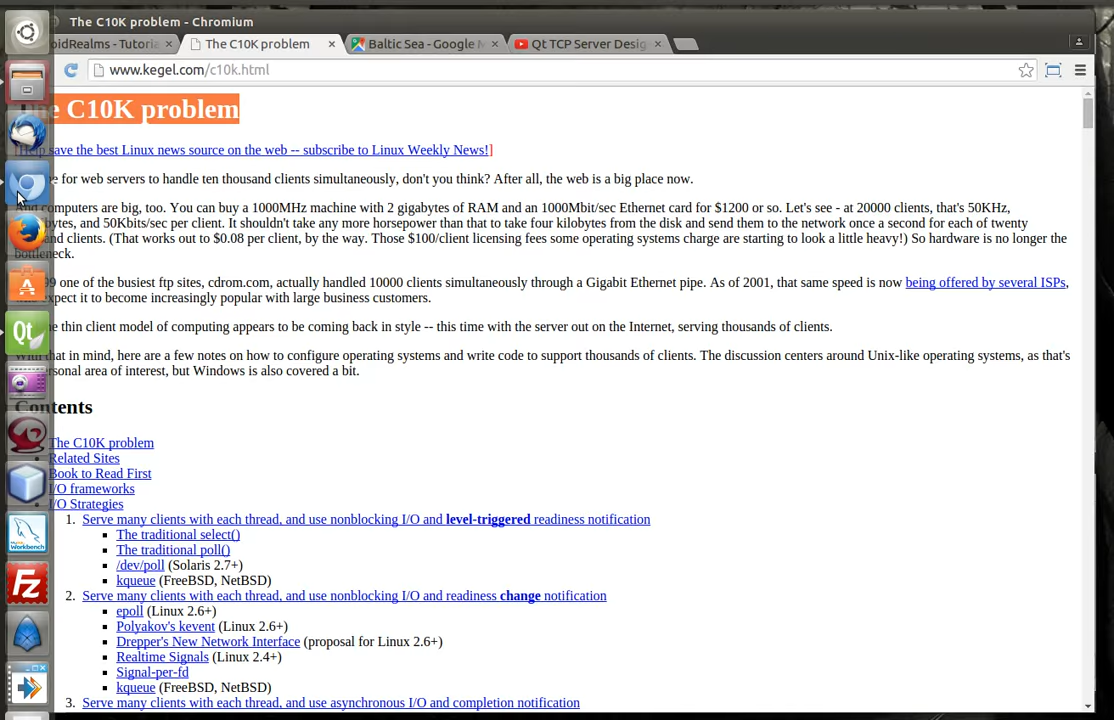 The C10K problem - Chromium
oidRealms - Tutoria
The C10K problem
Baltic Sea - Google M
Qt TCP Server Desig
www.kegel.com/c10k.html
The C10K problem
[Help save the best Linux news source on the web -- subscribe to Linux Weekly News!]
e for web servers to handle ten thousand clients simultaneously, don't you think? After all, the web is a big place now.
And computers are big, too. You can buy a 1000MHz machine with 2 gigabytes of RAM and an 1000Mbit/sec Ethernet card for $1200 or so. Let's see - at 20000 clients, that's 50KHz,
bytes, and 50Kbits/sec per client. It shouldn't take any more horsepower than that to take four kilobytes from the disk and send them to the network once a second for each of twenty
and clients. (That works out to $0.08 per client, by the way. Those $100/client licensing fees some operating systems charge are starting to look a little heavy!) So hardware is no longer the
bottleneck.
99 one of the busiest ftp sites, cdrom.com, actually handled 10000 clients simultaneously through a Gigabit Ethernet pipe. As of 2001, that same speed is now being offered by several ISPs,
expect it to become increasingly popular with large business customers.
thin client model of computing appears to be coming back in style -- this time with the server out on the Internet, serving thousands of clients.
With that in mind, here are a few notes on how to configure operating systems and write code to support thousands of clients. The discussion centers around Unix-like operating systems, as that's
rsonal area of interest, but Windows is also covered a bit.
Contents
The C10K problem
Related Sites
Book to Read First
I/O frameworks
I/O Strategies
1. Serve many clients with each thread, and use nonblocking I/O and level-triggered readiness notification
The traditional select()
The traditional poll()
/dev/poll (Solaris 2.7+)
kqueue (FreeBSD, NetBSD)
2. Serve many clients with each thread, and use nonblocking I/O and readiness change notification
epoll (Linux 2.6+)
Polyakov's kevent (Linux 2.6+)
Drepper's New Network Interface (proposal for Linux 2.6+)
Realtime Signals (Linux 2.4+)
Signal-per-fd
kqueue (FreeBSD, NetBSD)
3. Serve many clients with each thread, and use asynchronous I/O and completion notification
Qt
MySQL
Workbench
Fz